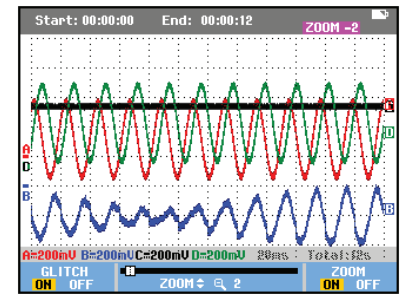 Start: 00:00:00 End: 00:00:12
ZOOM -2
A
D
D
B
B
A=200mV B=200mV C=200mV D=200mV 20ms Total:12s
GLITCH
ON OFF
ZOOM 2
ZOOM
ON OFF